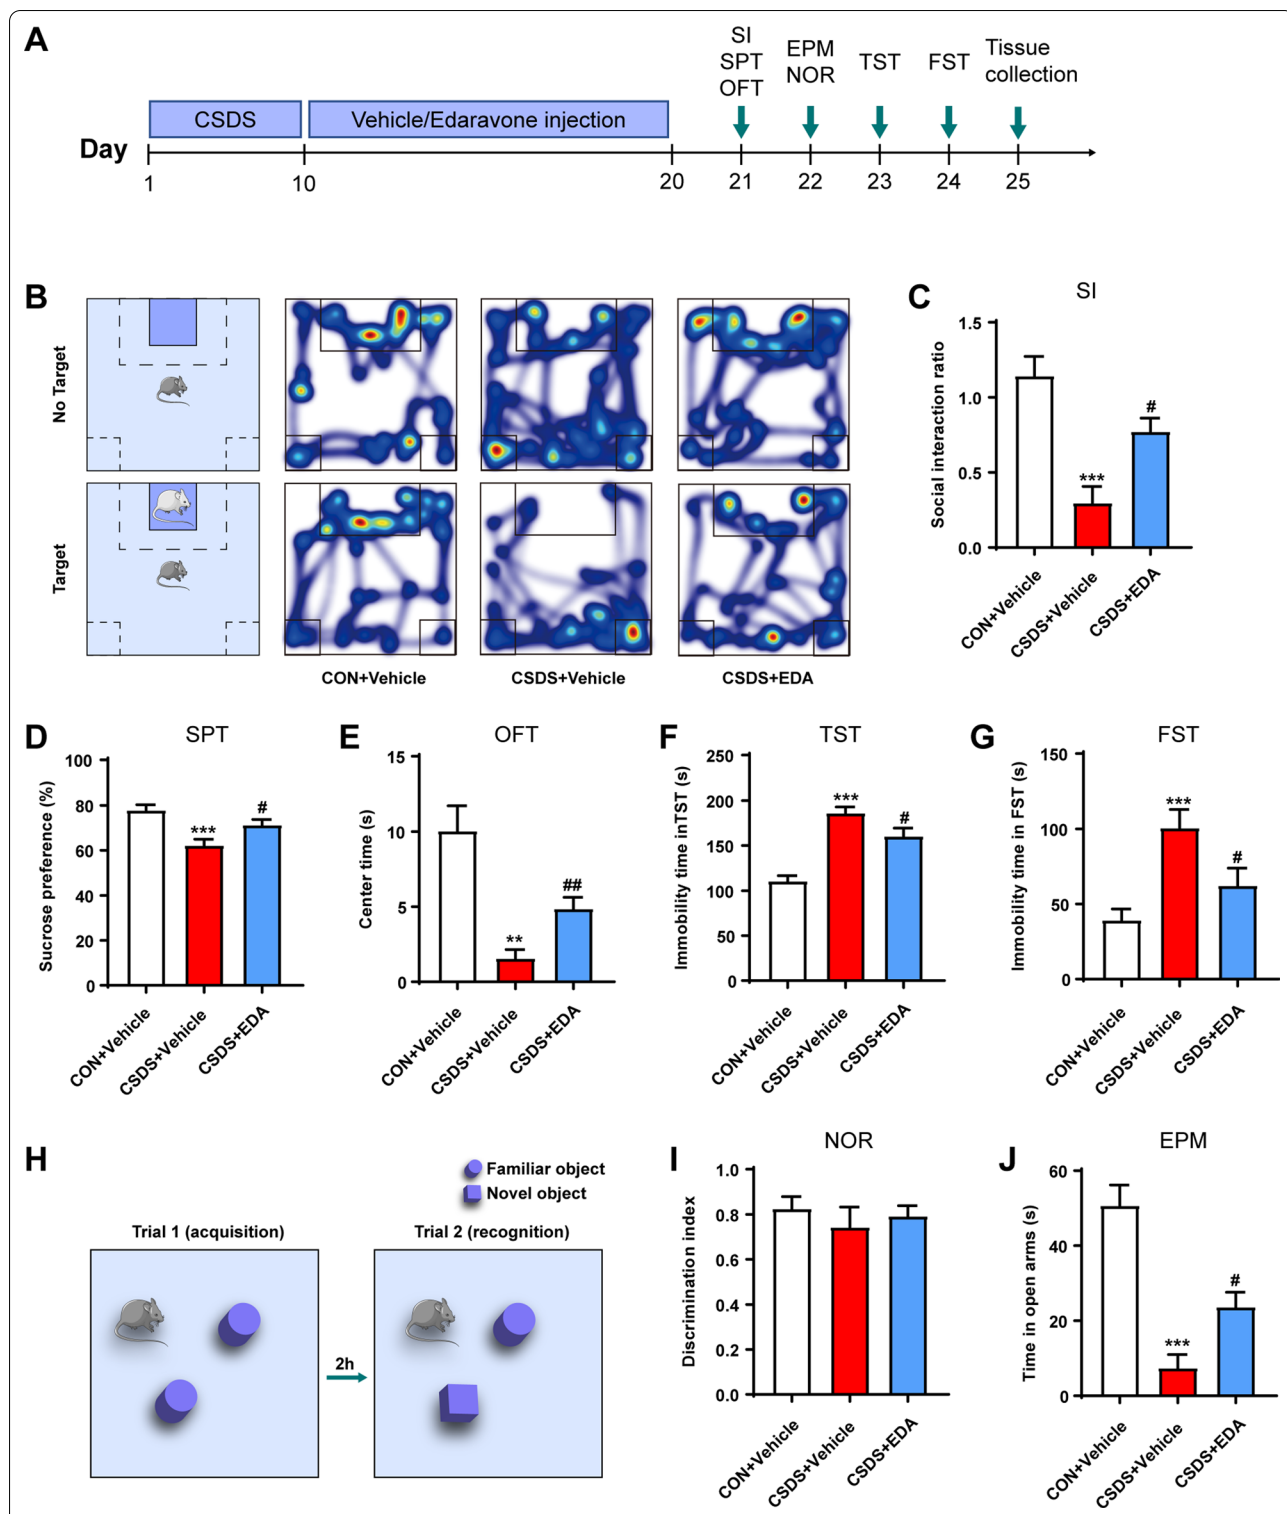 A
SI
SPT
OFT
EPM
NOR
TST
FST
Tissue
collection
CSDS
Vehicle/Edaravone injection
Day
1
10
20
21
22
23
24
25
B
No Target
Target
CON+Vehicle
CSDS+Vehicle
CSDS+EDA
C
SI
Social interaction ratio
1.5
1.0
0.5
0.0
***
#
CON+Vehicle
CSDS+Vehicle
CSDS+EDA
D
SPT
Sucrose preference (%)
100
80
60
40
20
0
***
#
CON+Vehicle
CSDS+Vehicle
CSDS+EDA
E
OFT
Center time (s)
15
10
5
0
**
##
CON+Vehicle
CSDS+Vehicle
CSDS+EDA
F
TST
Immobility time inTST (s)
250
200
150
100
50
0
***
#
CON+Vehicle
CSDS+Vehicle
CSDS+EDA
G
FST
Immobility time in FST (s)
150
100
50
0
***
#
CON+Vehicle
CSDS+Vehicle
CSDS+EDA
H
Familiar object
Novel object
Trial 1 (acquisition)
2h
Trial 2 (recognition)
I
NOR
Discrimination index
1.0
0.8
0.6
0.4
0.2
0.0
CON+Vehicle
CSDS+Vehicle
CSDS+EDA
J
EPM
Time in open arms (s)
60
40
20
0
***
#
CON+Vehicle
CSDS+Vehicle
CSDS+EDA